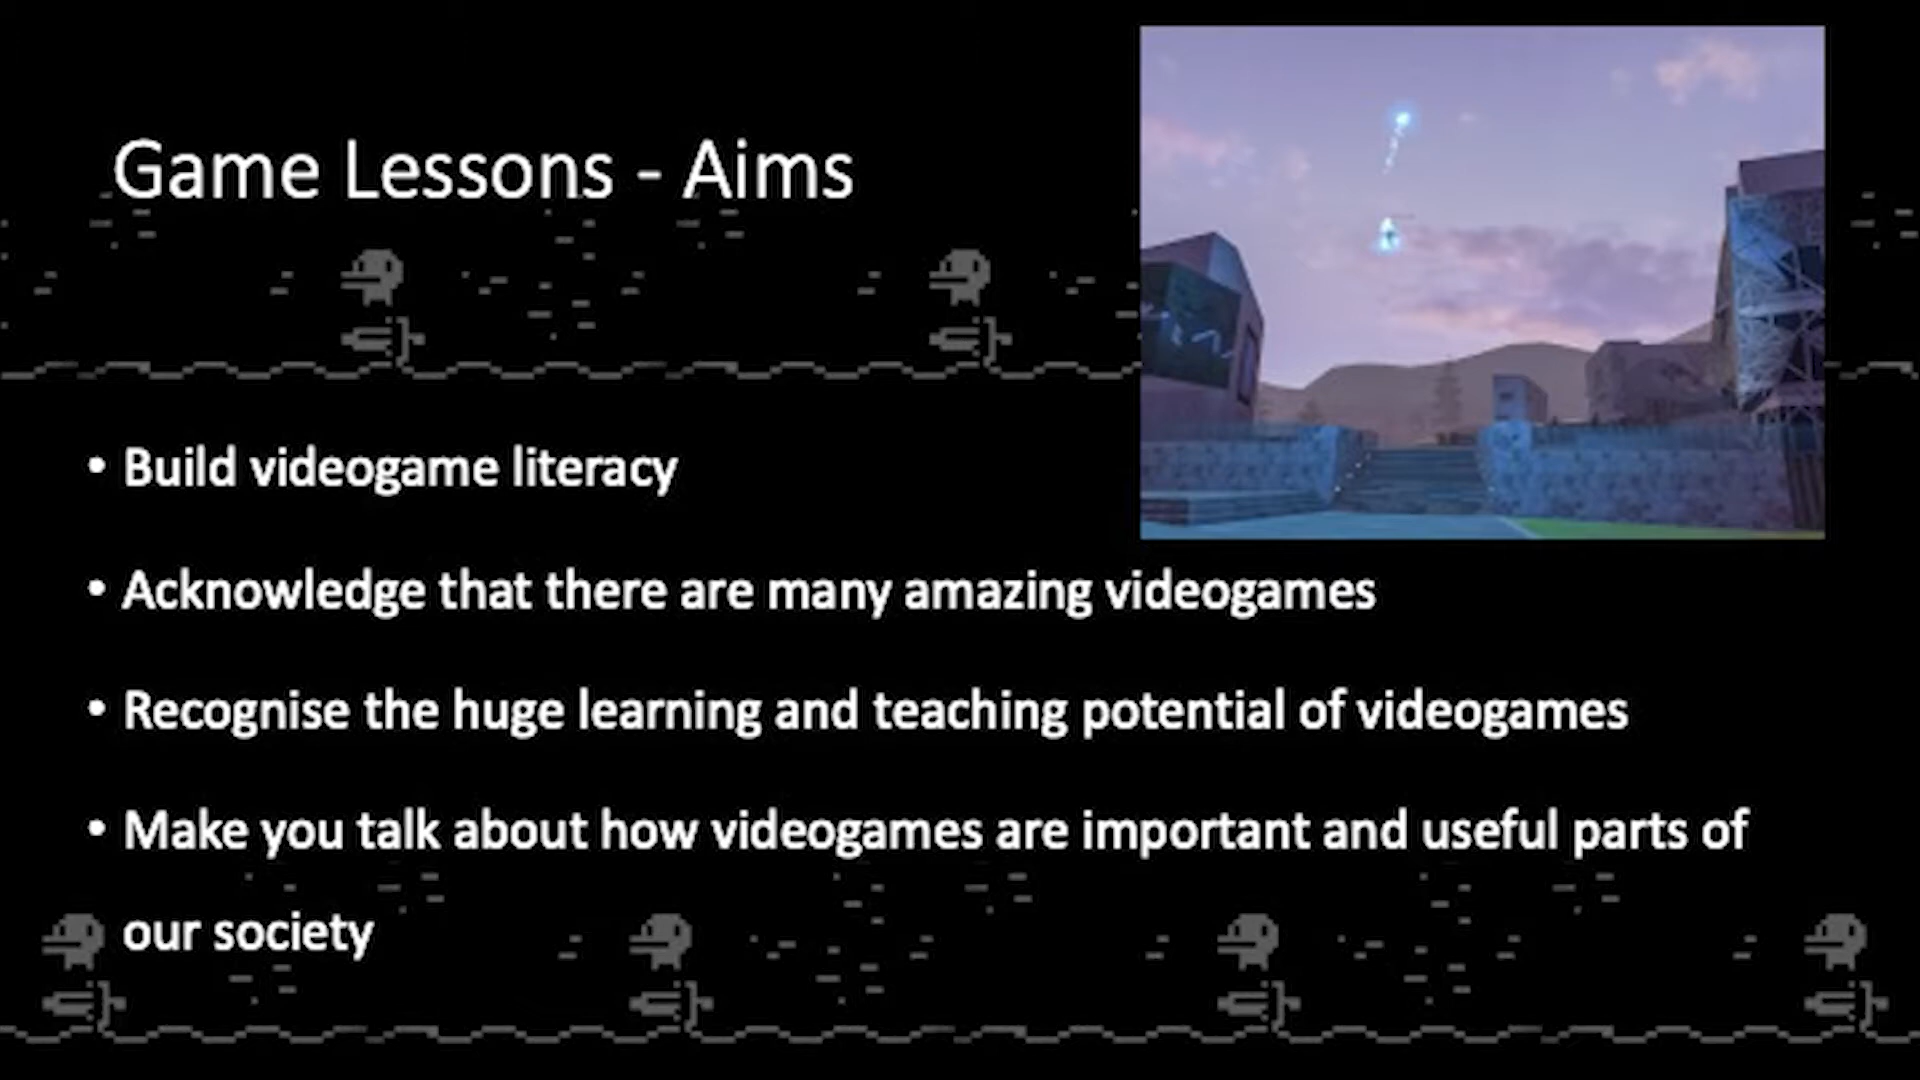 Game Lessons - Aims
• Build videogame literacy
• Acknowledge that there are many amazing videogames
• Recognise the huge learning and teaching potential of videogames
• Make you talk about how videogames are important and useful parts of
our society